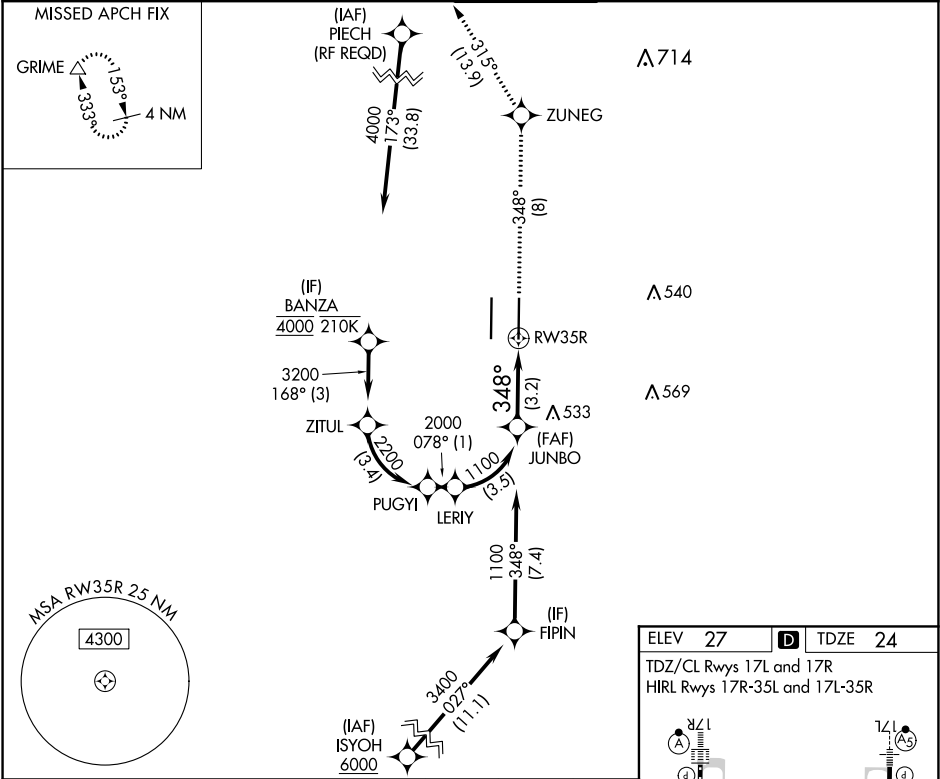 MISSED APCH FIX
GRIME
153°
333°
4 NM
(IAF)
PIECH
(RF REQD)
4000
173°
(33.8)
315°
(13.9)
ZUNEG
714
348°
(8)
540
(IF)
BANZA
4000 210K
RW35R
3200
168° (3)
348°
(3.2)
569
533
ZITUL
2000
078° (1)
(FAF)
JUNBO
2200
(3.4)
1100
(3.5)
PUGYI
LERIY
1100
348°
(7.4)
(IF)
FIPIN
MSA RW35R 25 NM
4300
3400
027°
(11.1)
(IAF)
ISYOH
6000
ELEV 27 D TDZE 24
TDZ/CL Rwys 17L and 17R
HIRL Rwys 17R-35L and 17L-35R
17R
17L
A
A5
P
P